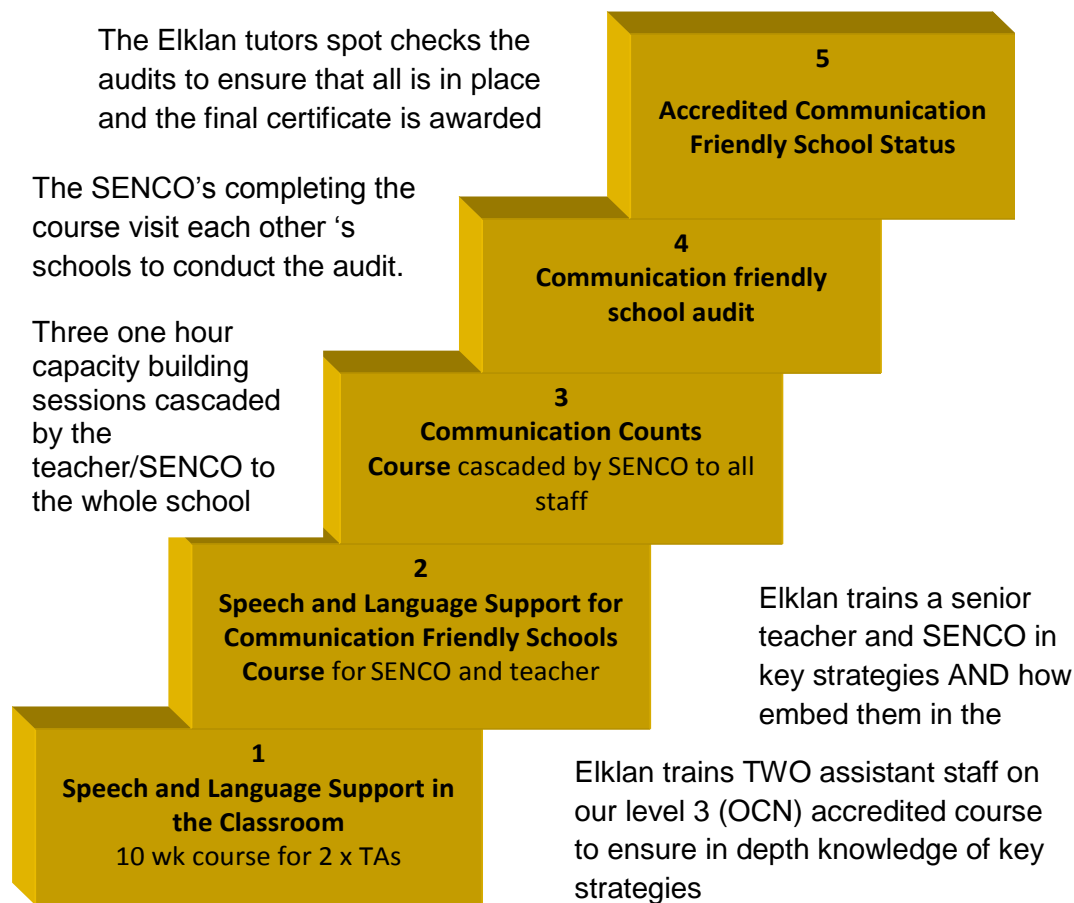 The Elklan tutors spot checks the
audits to ensure that all is in place
and the final certificate is awarded
5
Accredited Communication
Friendly School Status
The SENCO’s completing the
course visit each other ‘s
schools to conduct the audit.
4
Communication friendly
school audit
Three one hour
capacity building
sessions cascaded
by the
teacher/SENCO to
the whole school
3
Communication Counts
Course cascaded by SENCO to all
staff
2
Speech and Language Support for
Communication Friendly Schools
Course for SENCO and teacher
Elklan trains a senior
teacher and SENCO in
key strategies AND how
embed them in the
1
Speech and Language Support in
the Classroom
10 wk course for 2 x TAs
Elklan trains TWO assistant staff on
our level 3 (OCN) accredited course
to ensure in depth knowledge of key
strategies